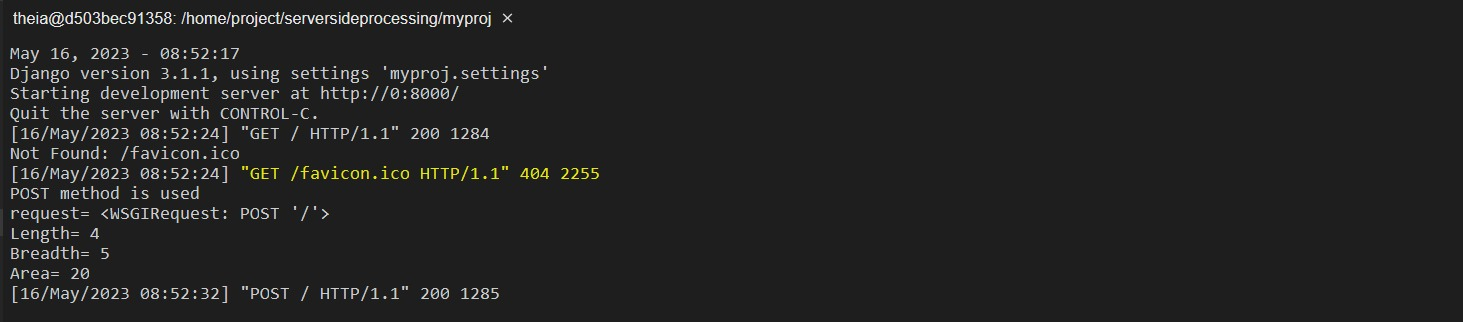 theia@d503bec91358: /home/project/serversideprocessing/myproj ×
May 16, 2023 - 08:52:17
Django version 3.1.1, using settings 'myproj.settings'
Starting development server at http://0:8000/
Quit the server with CONTROL-C.
[16/May/2023 08:52:24] "GET / HTTP/1.1" 200 1284
Not Found: /favicon.ico
[16/May/2023 08:52:24] "GET /favicon.ico HTTP/1.1" 404 2255
POST method is used
request= <WSGIRequest: POST '/'>
Length= 4
Breadth= 5
Area= 20
[16/May/2023 08:52:32] "POST / HTTP/1.1" 200 1285